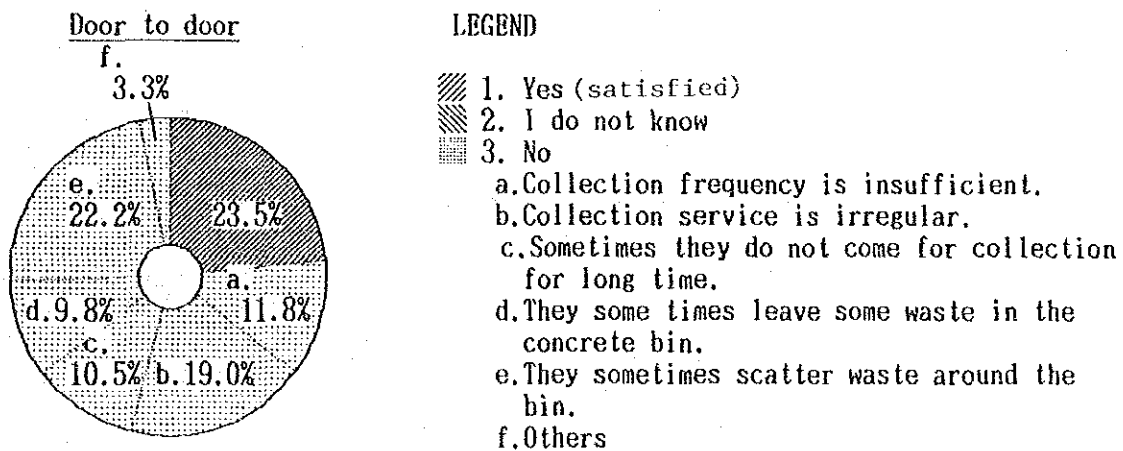 Door to door
f.
3.3%
e.
22.2%
23.5%
a.
11.8%
d.9.8%
c.
10.5%
b.19.0%
LEGEND
1. Yes (satisfied)
2. I do not know
3. No
a.Collection frequency is insufficient.
b.Collection service is irregular.
c.Sometimes they do not come for collection
for long time.
d.They some times leave some waste in the
concrete bin.
e.They sometimes scatter waste around the
bin.
f.Others